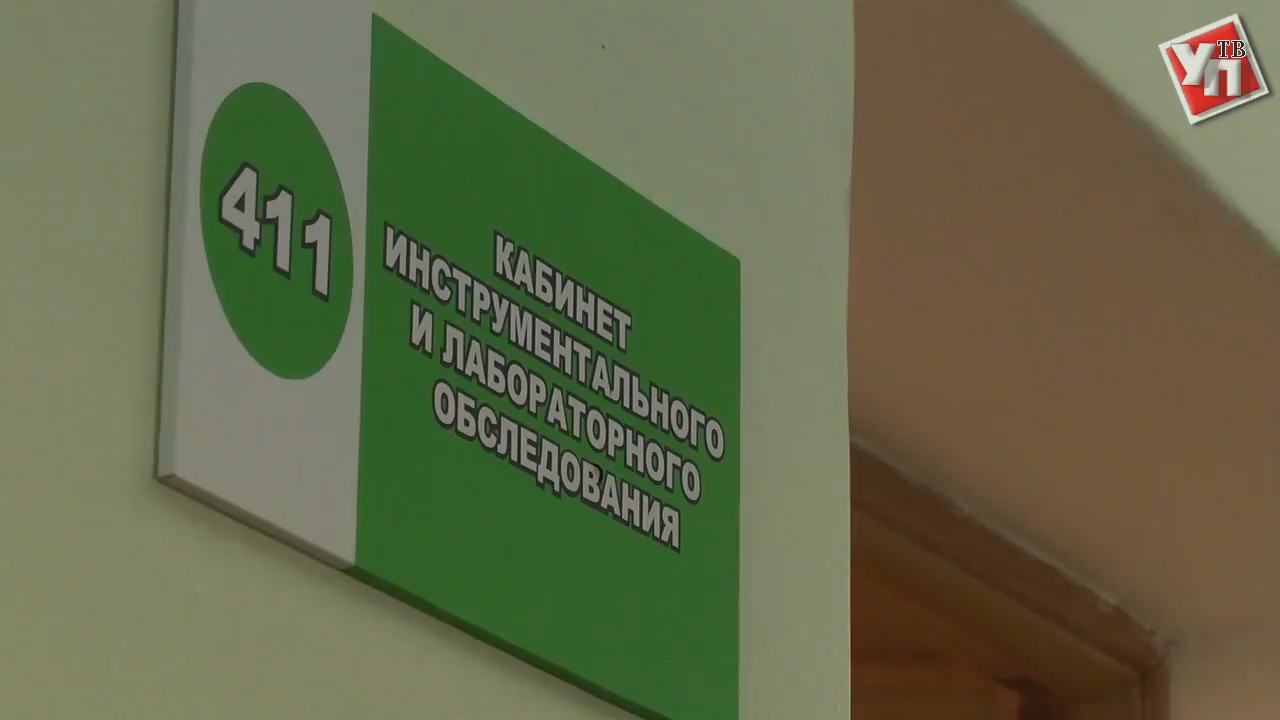 411
КАБИНЕТ
ИНСТРУМЕНТАЛЬНОГО
И ЛАБОРАТОРНОГО
ОБСЛЕДОВАНИЯ
УП ТВ